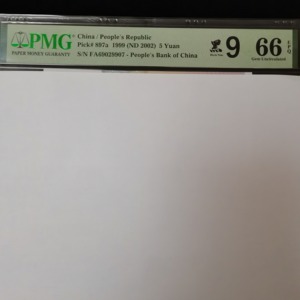 PMG
PAPER MONEY GUARANTY
China / People's Republic
Pick# 897a 1999 (ND 2002) 5 Yuan
S/N FA69029907 - People's Bank of China
9
66 EPQ
Gem Uncirculated